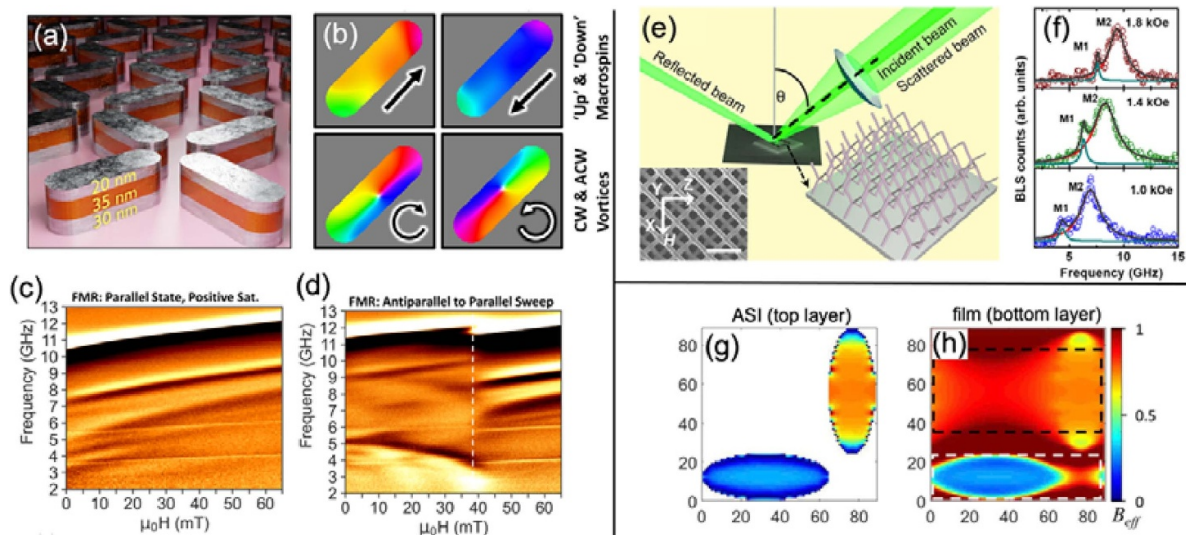 (a)
20 nm
35 nm
30 nm
(b)
'Up' & 'Down'
Macrospins
CW & ACW
Vortices
(c)
FMR: Parallel State, Positive Sat.
Frequency (GHz)
13
12
11
10
9
8
7
6
5
4
3
2
0 10 20 30 40 50 60
μ₀H (mT)
(d)
FMR: Antiparallel to Parallel Sweep
Frequency (GHz)
13
12
11
10
9
8
7
6
5
4
3
2
0 10 20 30 40 50 60
μ₀H (mT)
(e)
Reflected beam
θ
Incident beam
Scattered beam
Y Z
X H
(f)
M2 1.8 kOe
M1
M2 1.4 kOe
M1
M2 1.0 kOe
M1
BLS counts (arb. units)
5 10 15
Frequency (GHz)
ASI (top layer)
(g)
80
60
40
20
0
0 20 40 60 80
film (bottom layer)
(h)
80
60
40
20
0
0 20 40 60 80
1
0.5
0
B_eff